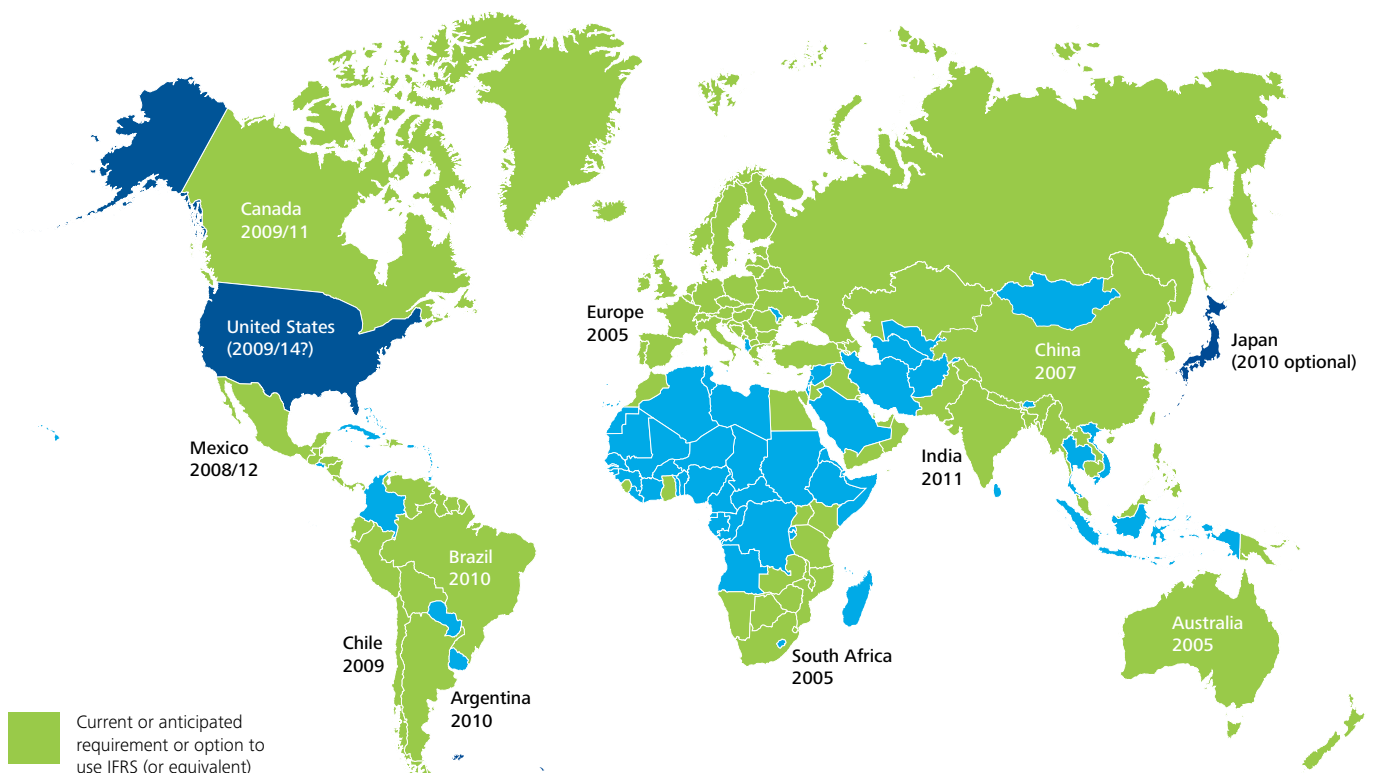 Canada
2009/11
United States
(2009/14?)
Mexico
2008/12
Europe
2005
China
2007
Japan
(2010 optional)
India
2011
Brazil
2010
Chile
2009
Argentina
2010
South Africa
2005
Australia
2005
Current or anticipated
requirement or option to
use IFRS (or equivalent)